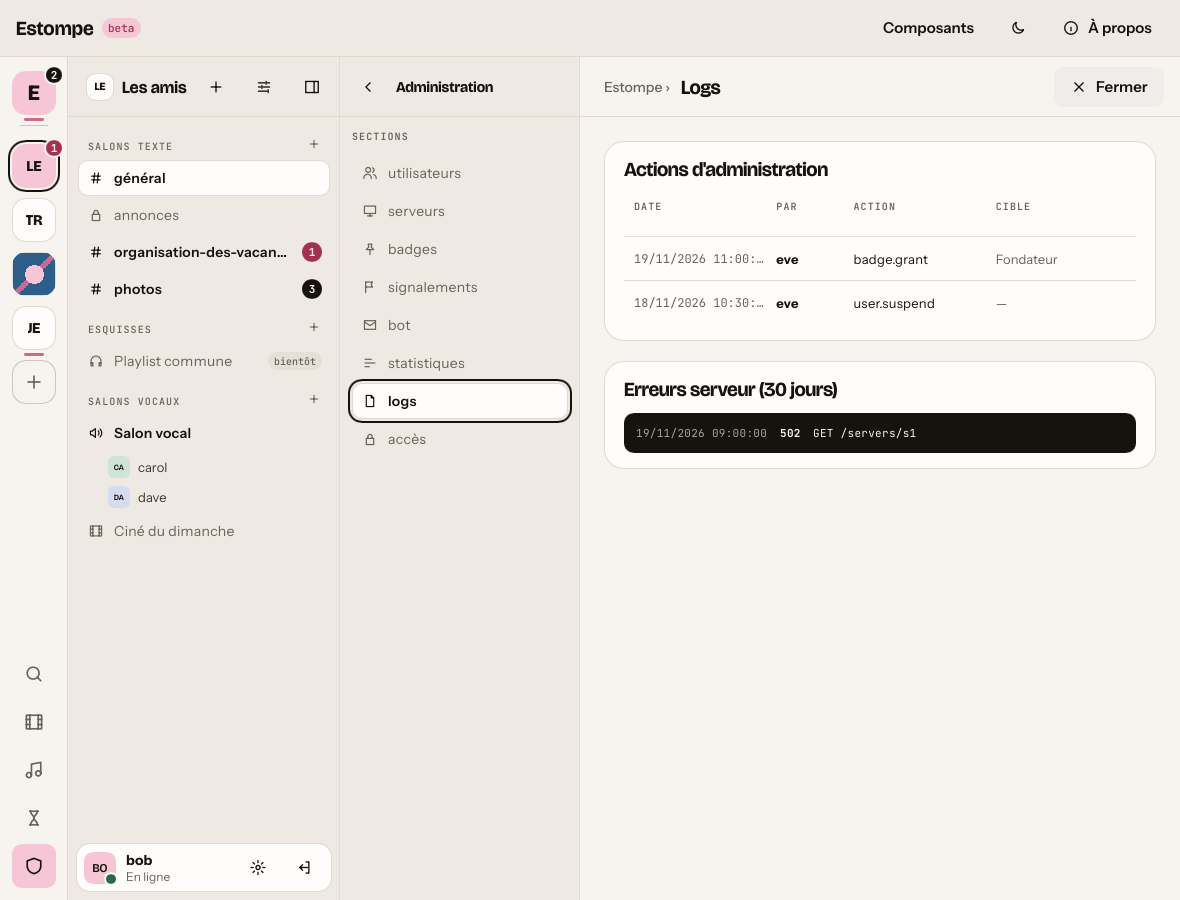 Estompe beta
Composants
À propos
E 2
LE 1
TR
JE
LE Les amis
SALONS TEXTE
général
annonces
organisation-des-vacan… 1
photos 3
ESQUISSES
Playlist commune bientôt
SALONS VOCAUX
Salon vocal
CA carol
DA dave
Ciné du dimanche
BO bob
En ligne
Administration
SECTIONS
utilisateurs
serveurs
badges
signalements
bot
statistiques
logs
accès
Estompe › Logs
Fermer
Actions d'administration
DATE PAR ACTION CIBLE
19/11/2026 11:00:… eve badge.grant Fondateur
18/11/2026 10:30:… eve user.suspend —
Erreurs serveur (30 jours)
19/11/2026 09:00:00 502 GET /servers/s1